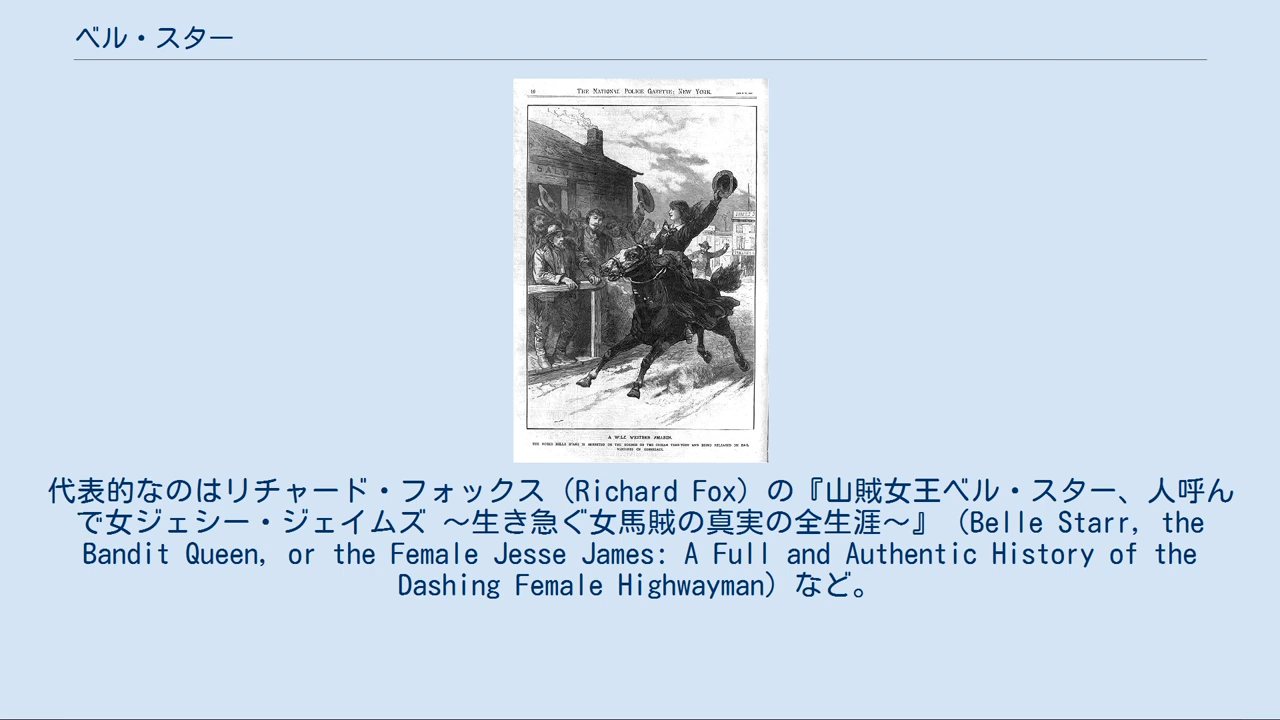 ベル・スター
THE NATIONAL POLICE GAZETTE: NEW YORK.
A WILD WESTERN AMAZON.
代表的なのはリチャード・フォックス（Richard Fox）の『山賊女王ベル・スター、人呼ん
で女ジェシー・ジェイムズ ～生き急ぐ女馬賊の真実の全生涯～』（Belle Starr, the
Bandit Queen, or the Female Jesse James: A Full and Authentic History of the
Dashing Female Highwayman）など。